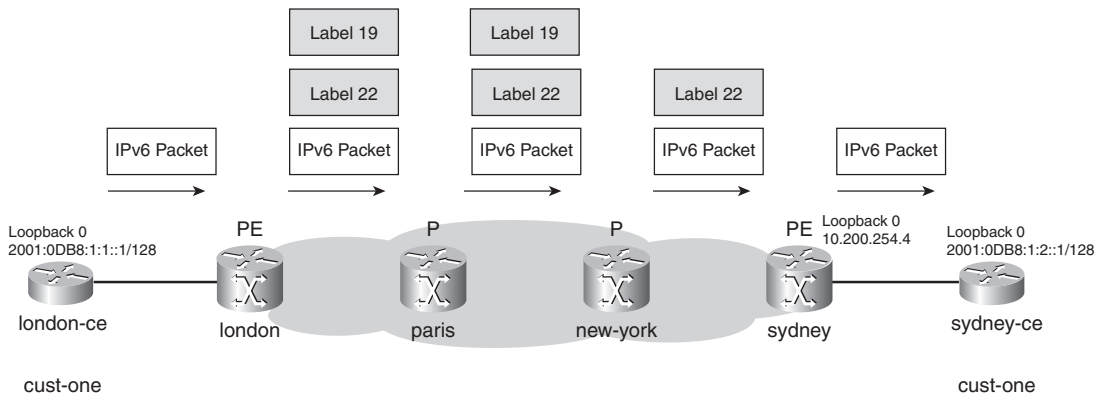 Label 19
Label 19
Label 22
Label 22
Label 22
IPv6 Packet
IPv6 Packet
IPv6 Packet
IPv6 Packet
IPv6 Packet
Loopback 0
2001:0DB8:1:1::1/128
PE
P
P
PE
Loopback 0
10.200.254.4
Loopback 0
2001:0DB8:1:2::1/128
london-ce
london
paris
new-york
sydney
sydney-ce
cust-one
cust-one